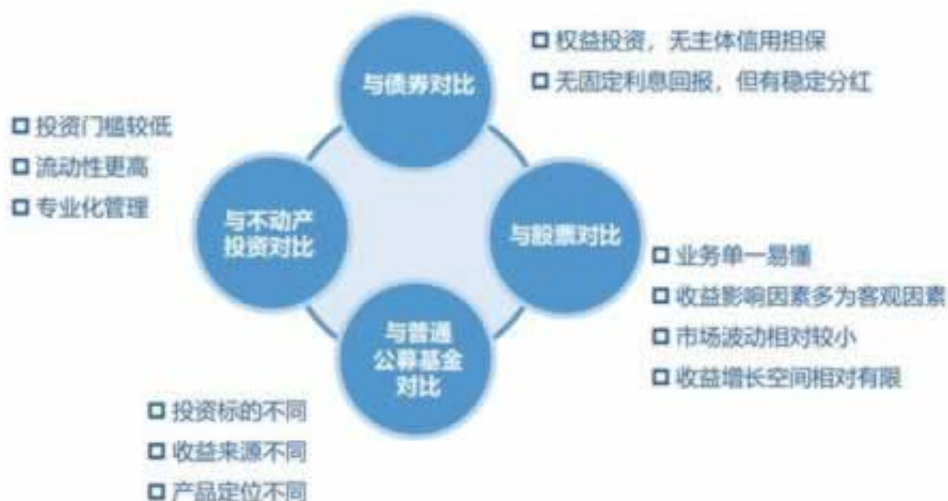 与债券对比
权益投资，无主体信用担保
无固定利息回报，但有稳定分红
投资门槛较低
流动性更高
专业化管理
与不动产
投资对比
与股票对比
业务单一易懂
收益影响因素多为客观因素
市场波动相对较小
收益增长空间相对有限
与普通
公募基金
对比
投资标的不同
收益来源不同
产品定位不同